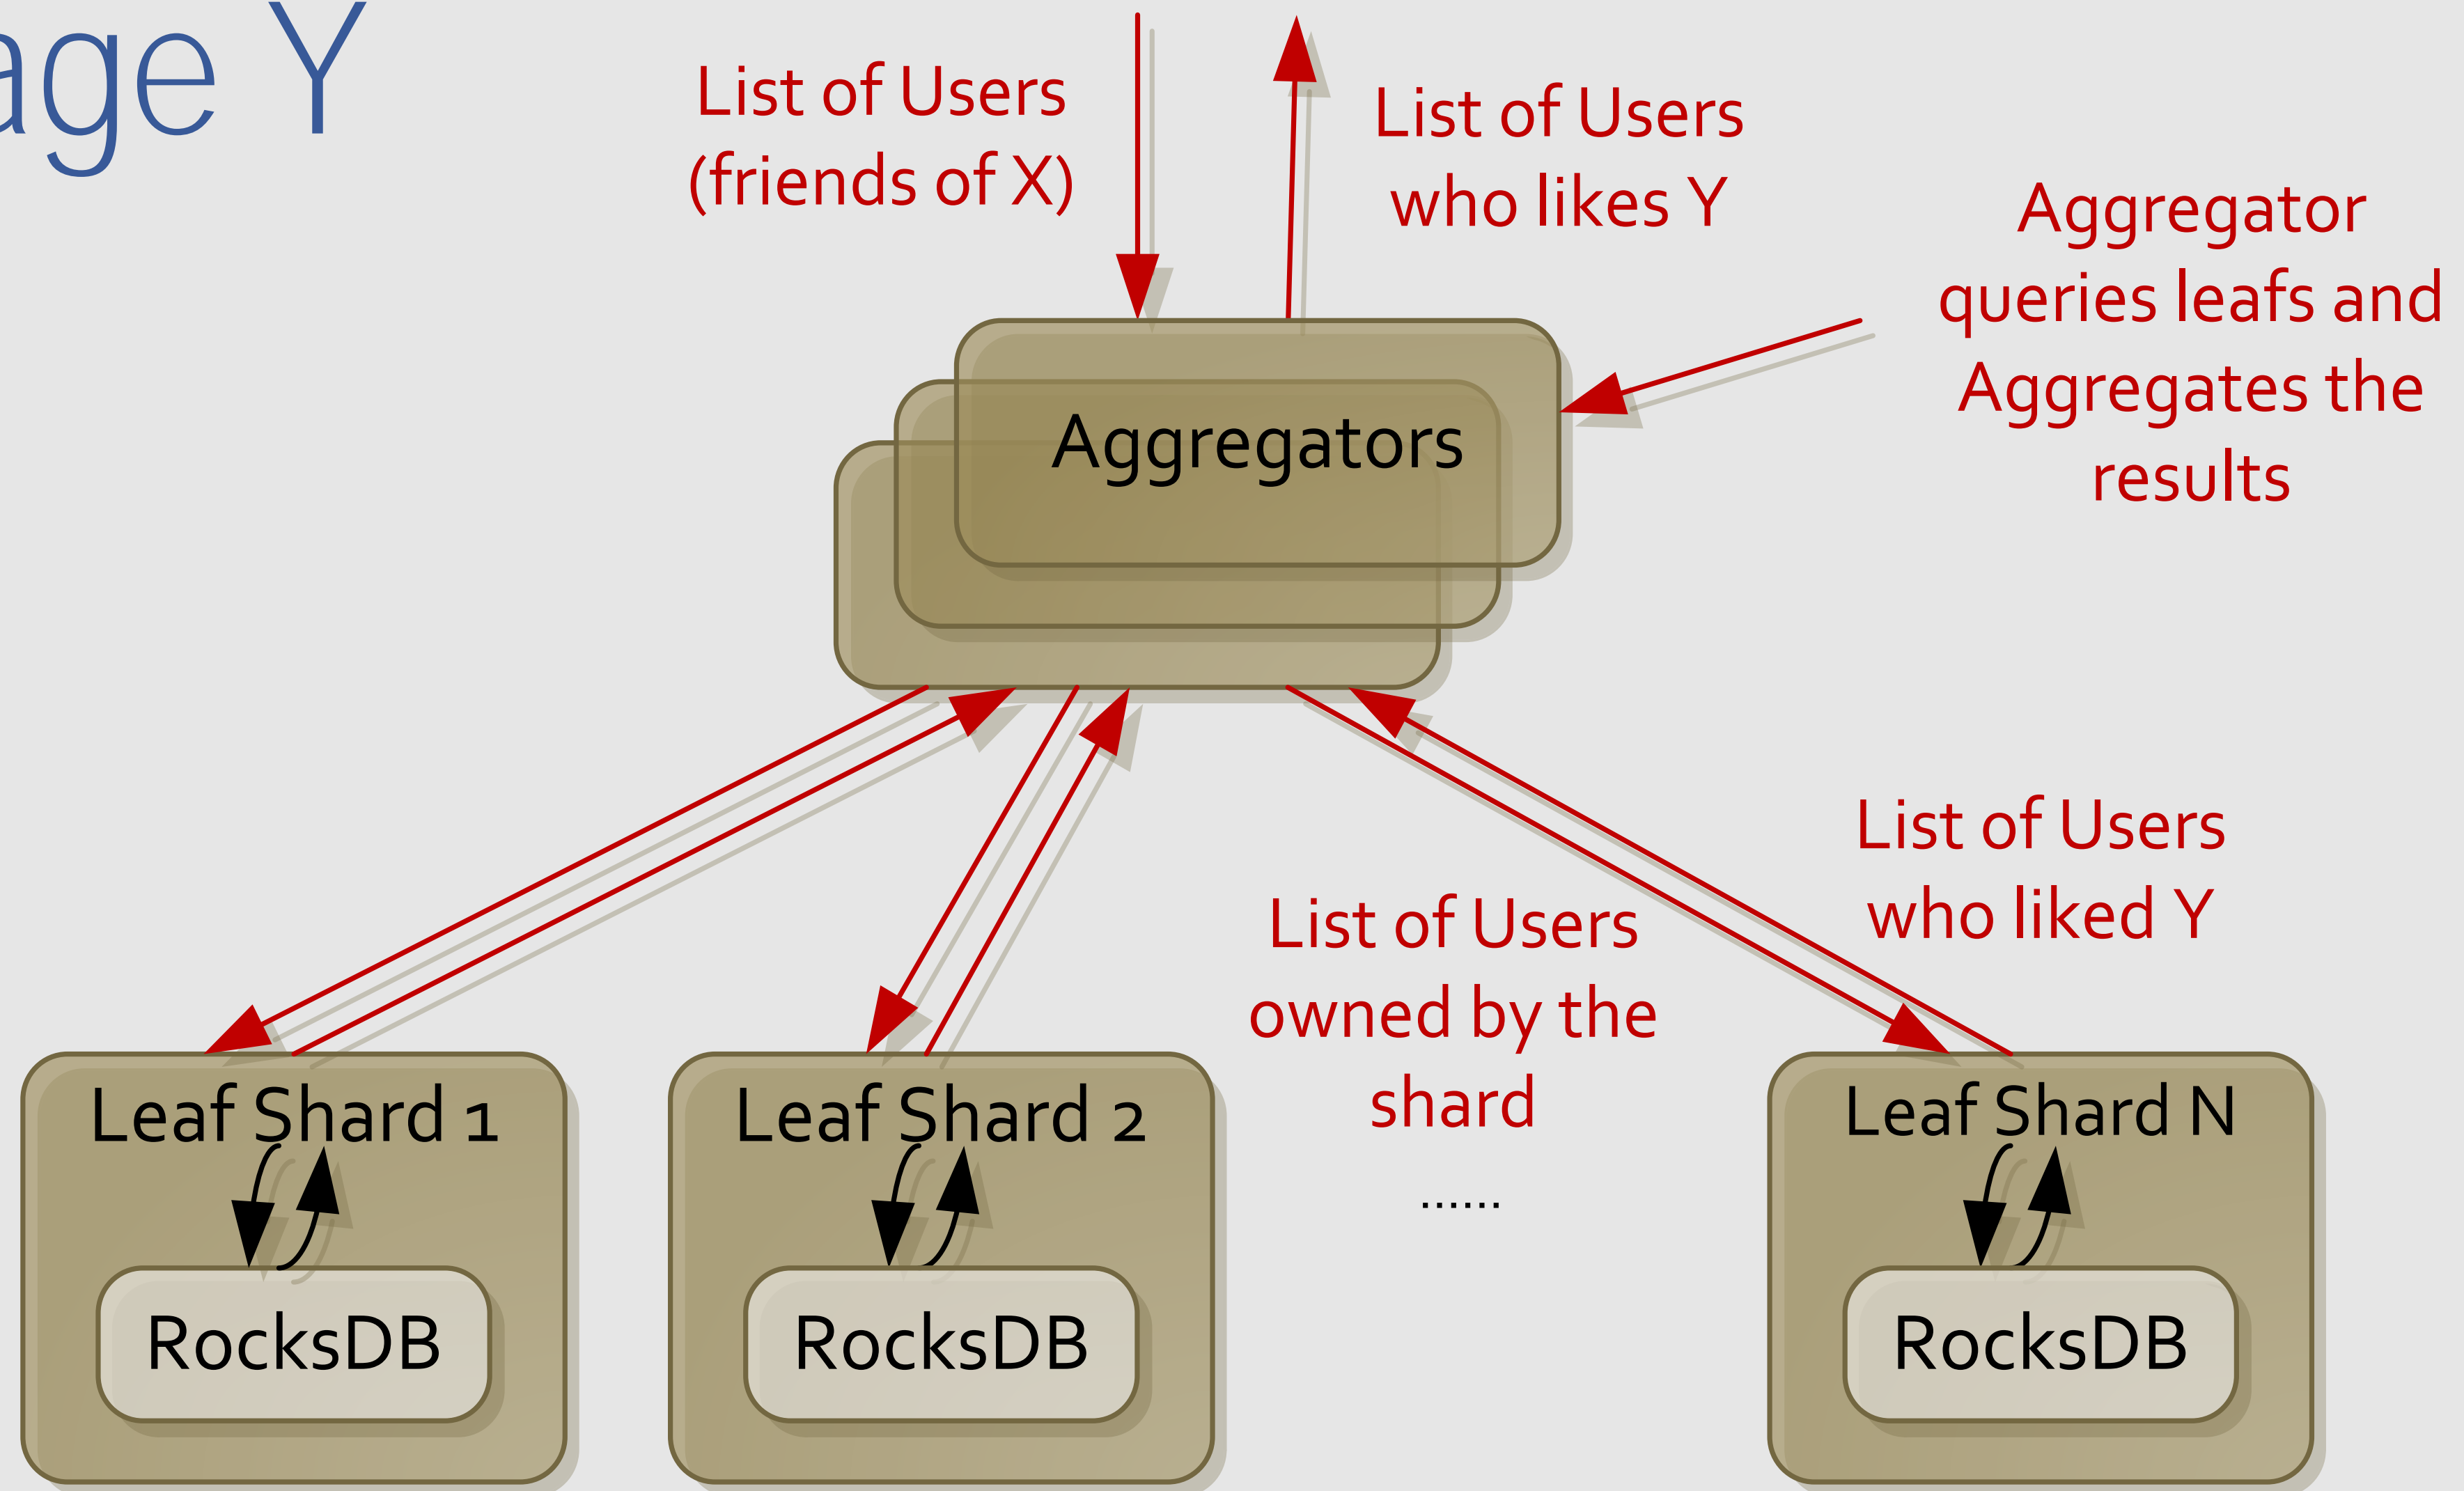 age Y
List of Users
(friends of X)
List of Users
who likes Y
Aggregator
queries leafs and
Aggregates the
results
Aggregators
List of Users
who liked Y
List of Users
owned by the
shard
......
Leaf Shard 1
Leaf Shard 2
Leaf Shard N
RocksDB
RocksDB
RocksDB